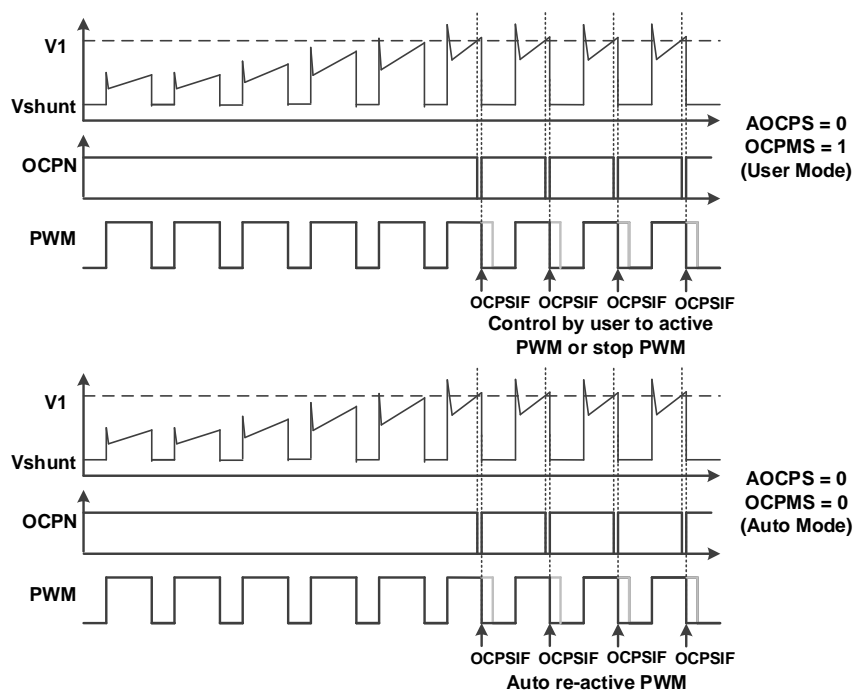 V1
Vshunt
AOCPS = 0
OCPMS = 1
(User Mode)
OCPN
PWM
OCPSIF OCPSIF OCPSIF OCPSIF
Control by user to active
PWM or stop PWM
V1
Vshunt
AOCPS = 0
OCPMS = 0
(Auto Mode)
OCPN
PWM
OCPSIF OCPSIF OCPSIF OCPSIF
Auto re-active PWM